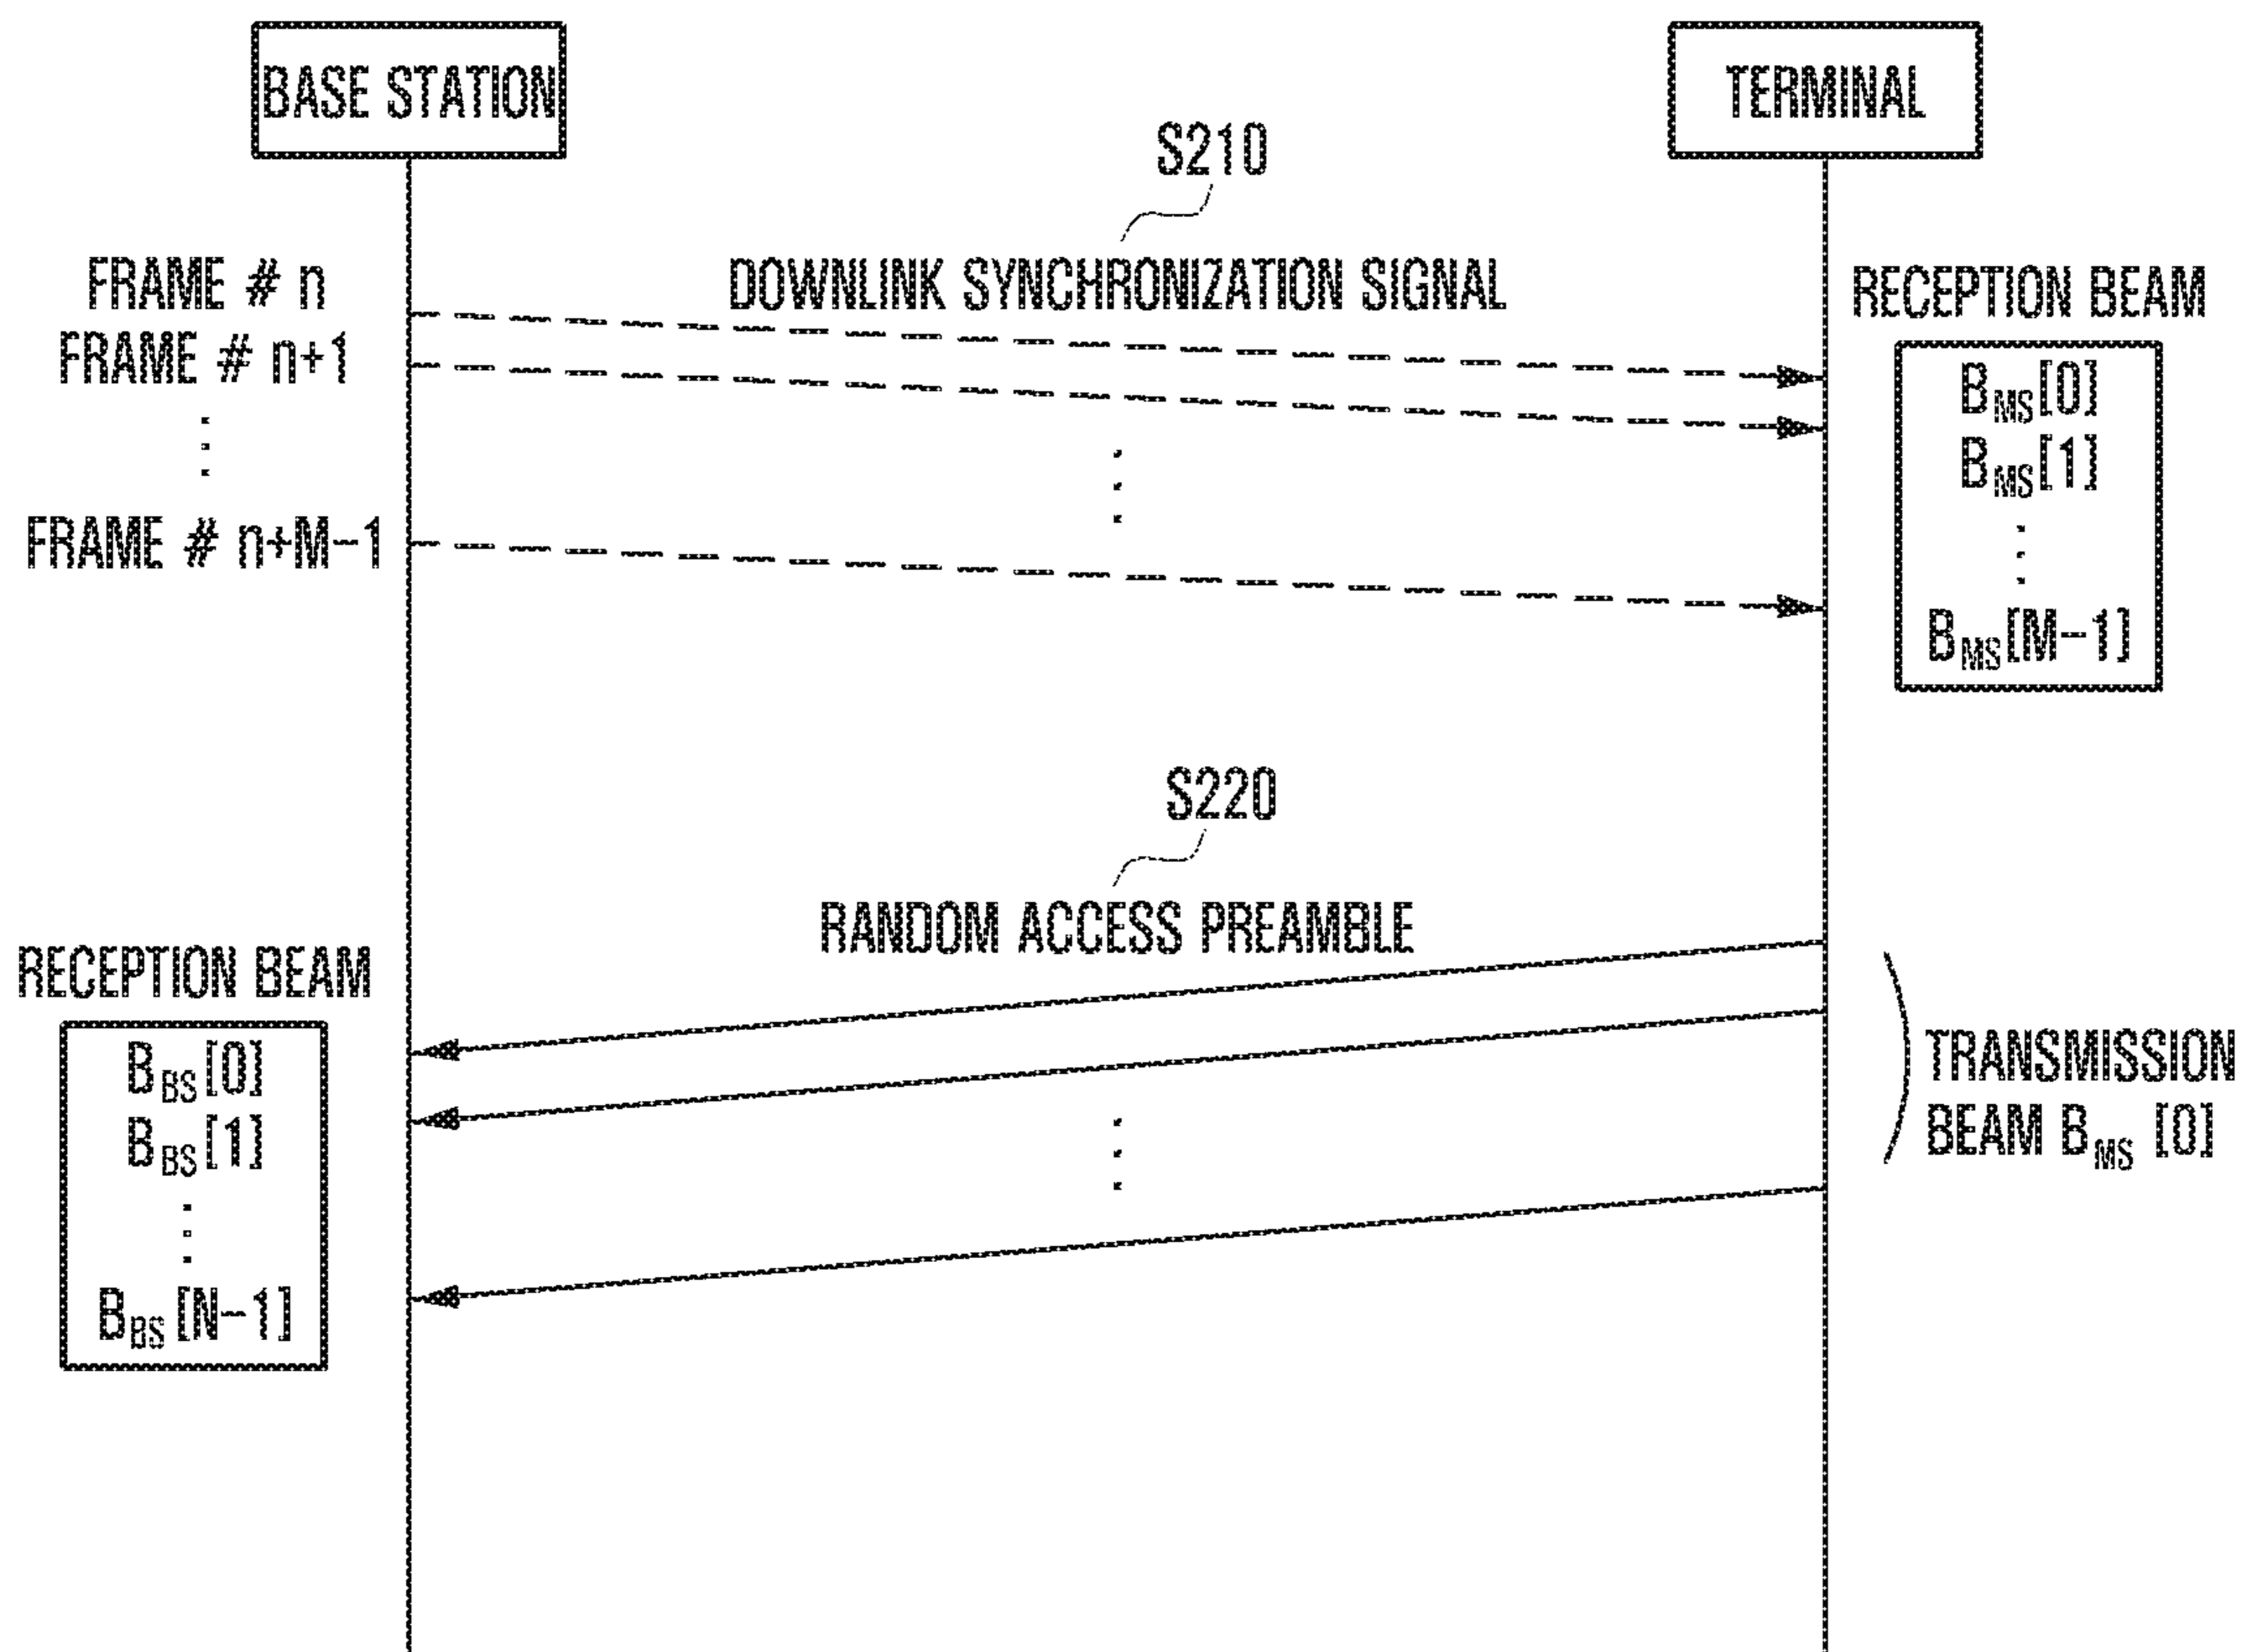 BASE STATION
TERMINAL
S210
FRAME # n
DOWNLINK SYNCHRONIZATION SIGNAL
RECEPTION BEAM
FRAME # n+1
⋮
FRAME # n+M-1
⋮
B_MS[0]
B_MS[1]
⋮
B_MS[M-1]
S220
RANDOM ACCESS PREAMBLE
RECEPTION BEAM
B_BS[0]
B_BS[1]
⋮
B_BS[N-1]
⋮
TRANSMISSION
BEAM B_MS [0]